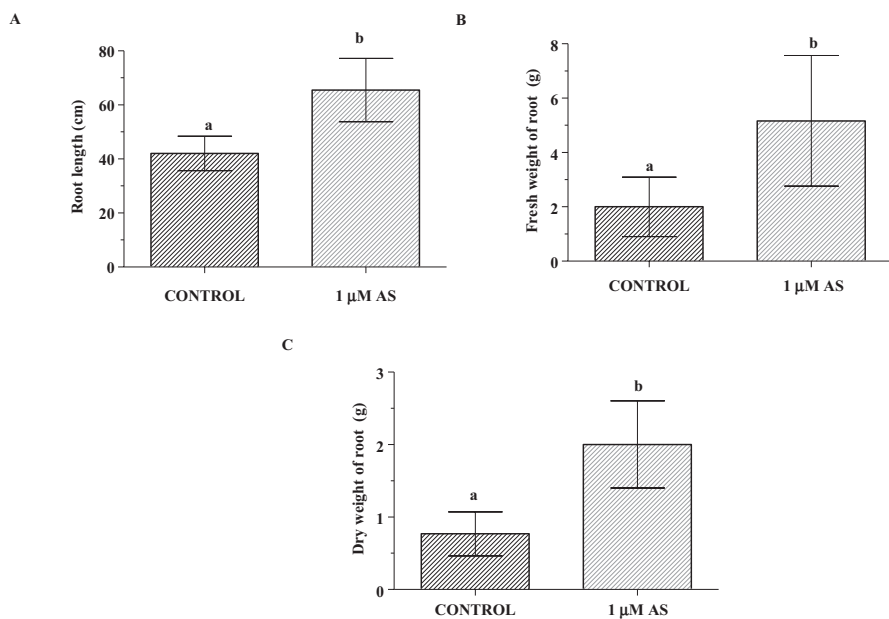 A
Root length (cm)
80
60
40
20
0
a
b
CONTROL
1 μM AS
B
Fresh weight of root (g)
8
6
4
2
0
a
b
CONTROL
1 μM AS
C
Dry weight of root (g)
3
2
1
0
a
b
CONTROL
1 μM AS